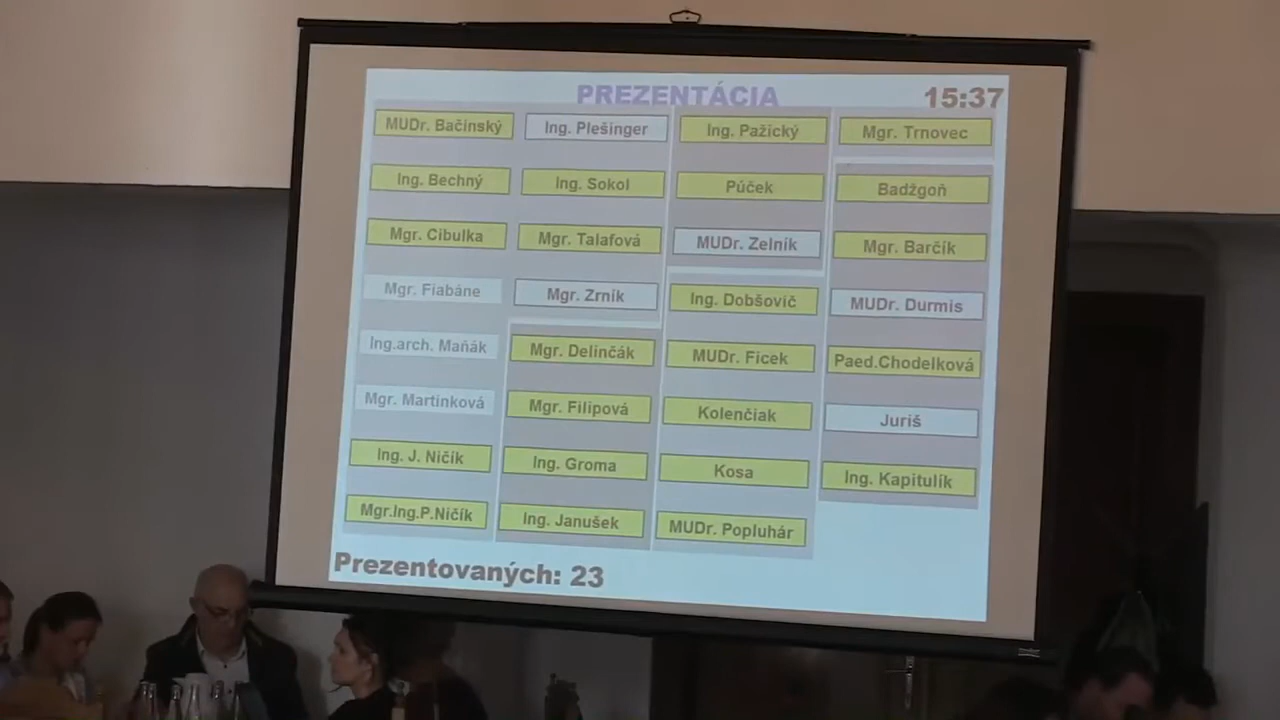 PREZENTÁCIA 15:37
MUDr. Bačinský Ing. Plešinger Ing. Pažický Mgr. Trnovec
Ing. Bechný Ing. Sokol Púček Badžgoň
Mgr. Cibulka Mgr. Talafová MUDr. Zelník Mgr. Barčík
Mgr. Fiabáne Mgr. Zrník Ing. Dobšovič MUDr. Durmis
Ing.arch. Maňák Mgr. Delinčák MUDr. Ficek Paed.Chodelková
Mgr. Martinková Mgr. Filipová Kolenčiak Juriš
Ing. J. Ničík Ing. Groma Kosa Ing. Kapitulík
Mgr.Ing.P.Ničík Ing. Janušek MUDr. Popluhár
Prezentovaných: 23